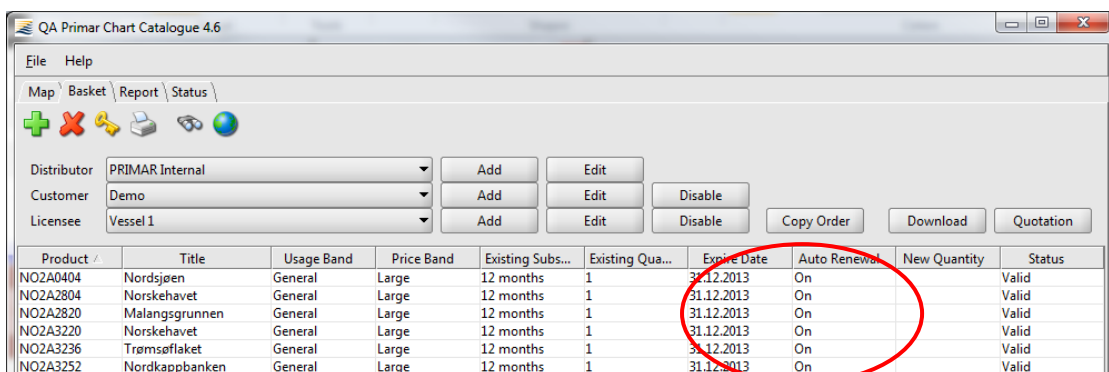 QA Primar Chart Catalogue 4.6
File Help
Map Basket Report Status
Distributor PRIMAR Internal Add Edit
Customer Demo Add Edit Disable
Licensee Vessel 1 Add Edit Disable Copy Order Download Quotation
Product Title Usage Band Price Band Existing Subs... Existing Qua... Expire Date Auto Renewal New Quantity Status
NO2A0404 Nordsjøen General Large 12 months 1 31.12.2013 On Valid
NO2A2804 Norskehavet General Large 12 months 1 31.12.2013 On Valid
NO2A2820 Malangsgrunnen General Large 12 months 1 31.12.2013 On Valid
NO2A3220 Norskehavet General Large 12 months 1 31.12.2013 On Valid
NO2A3236 Trømsøflaket General Large 12 months 1 31.12.2013 On Valid
NO2A3252 Nordkappbanken General Large 12 months 1 31.12.2013 On Valid